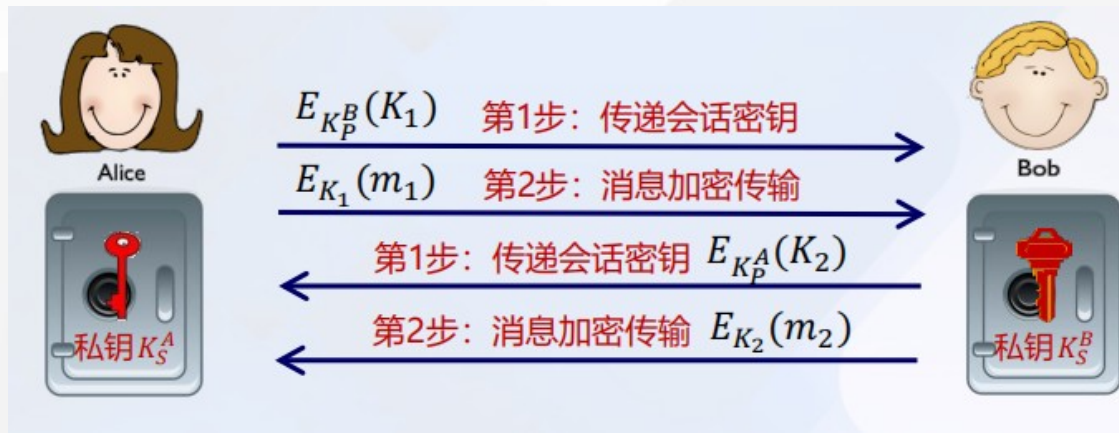 $E_{K_P^B}(K_1)$ 第1步：传递会话密钥
Alice
Bob
$E_{K_1}(m_1)$ 第2步：消息加密传输
第1步：传递会话密钥 $E_{K_P^A}(K_2)$
第2步：消息加密传输 $E_{K_2}(m_2)$
私钥$K_S^A$
私钥$K_S^B$